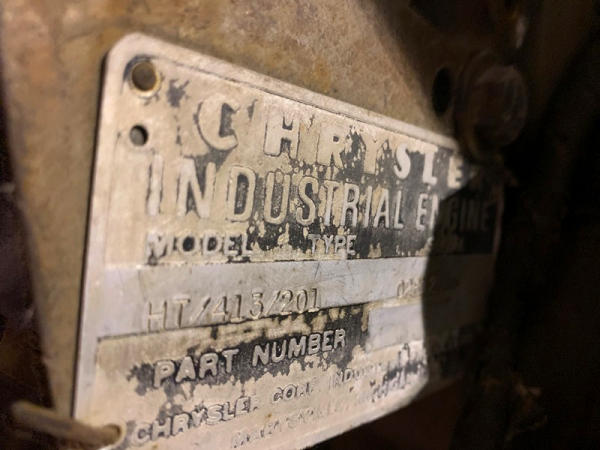 CHRYSLER
INDUSTRIAL ENGINE
MODEL TYPE
HT/413/201
PART NUMBER
CHRYSLER CORP.